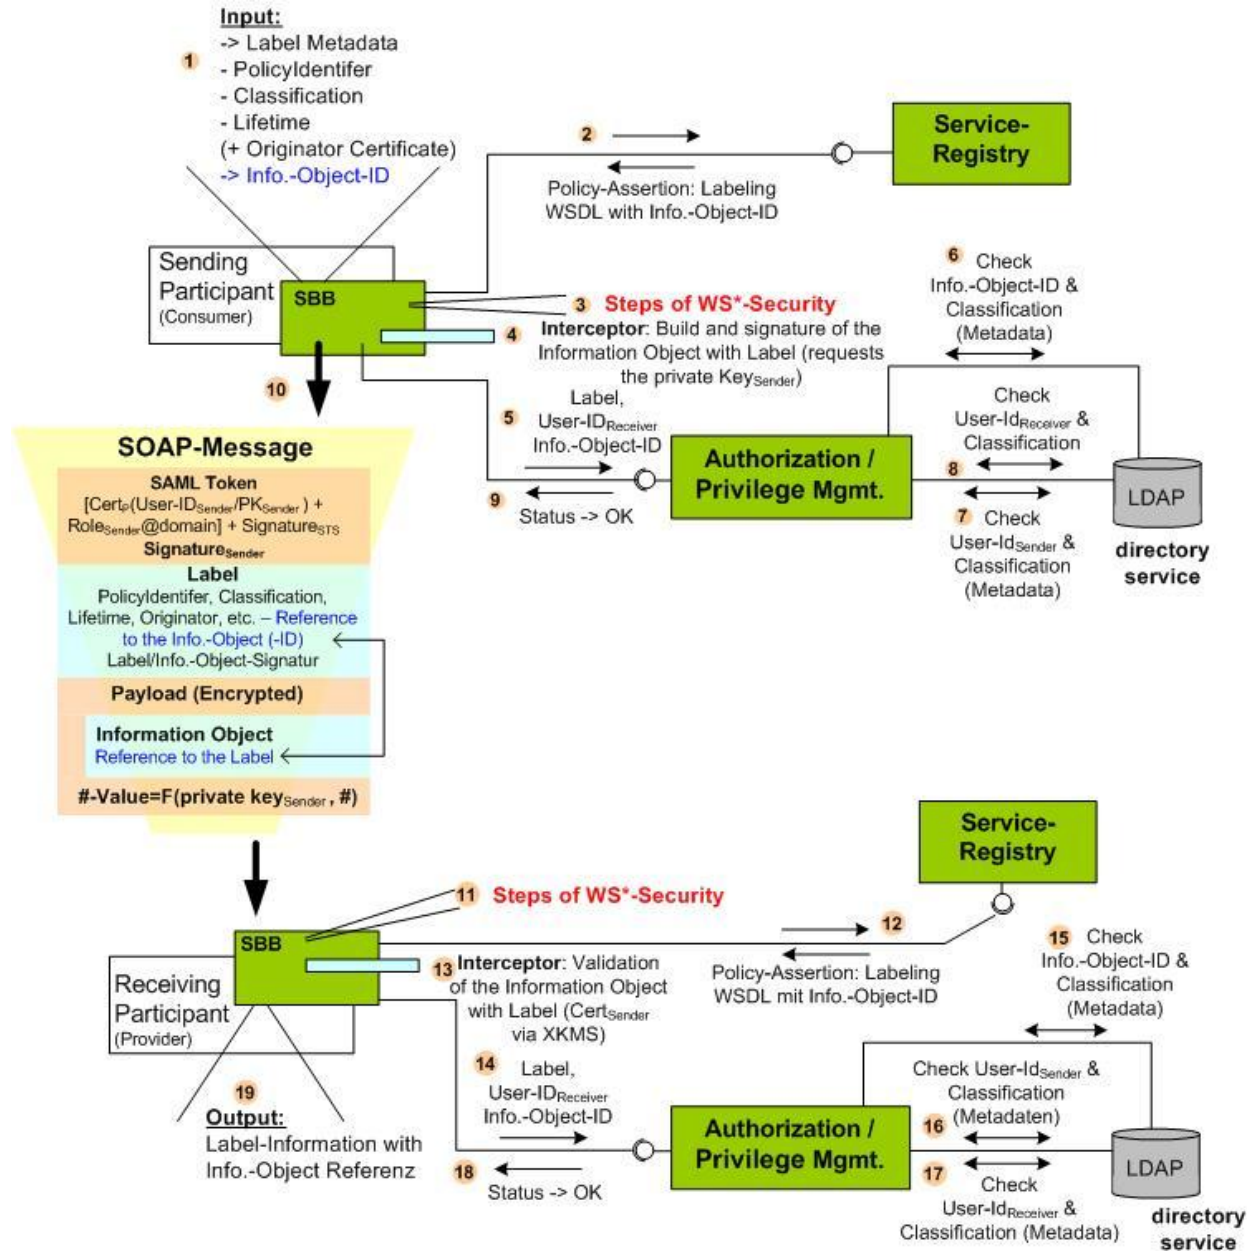 Input:
-> Label Metadata
1
- PolicyIdentifer
- Classification
- Lifetime
(+ Originator Certificate)
-> Info.-Object-ID
2
Service-
Registry
Policy-Assertion: Labeling
WSDL with Info.-Object-ID
Sending
Participant
(Consumer)
SBB
3 Steps of WS*-Security
4 Interceptor: Build and signature of the
Information Object with Label (requests
the private KeySender)
6 Check
Info.-Object-ID &
Classification
(Metadata)
10
5
Label,
User-IDReceiver
Info.-Object-ID
Authorization /
Privilege Mgmt.
Check
User-IdReceiver &
Classification
8
LDAP
9
Status -> OK
7 Check
User-IdSender &
Classification
(Metadata)
directory
service
SOAP-Message
SAML Token
[CertP(User-IDSender/PKSender) +
RoleSender@domain] + SignatureSTS
SignatureSender
Label
PolicyIdentifer, Classification,
Lifetime, Originator, etc. – Reference
to the Info.-Object (-ID)
Label/Info.-Object-Signatur
Payload (Encrypted)
Information Object
Reference to the Label
#-Value=F(private keySender, #)
Service-
Registry
11 Steps of WS*-Security
12
SBB
Policy-Assertion: Labeling
WSDL mit Info.-Object-ID
13 Interceptor: Validation
of the Information Object
with Label (CertSender
via XKMS)
15 Check
Info.-Object-ID &
Classification
(Metadata)
Receiving
Participant
(Provider)
14 Label,
User-IDReceiver
Info.-Object-ID
Authorization /
Privilege Mgmt.
Check User-IdSender &
Classification
(Metadaten)
16
LDAP
18
Status -> OK
17
Check
User-IdReceiver &
Classification (Metadata)
directory
service
19
Output:
Label-Information with
Info.-Object Referenz